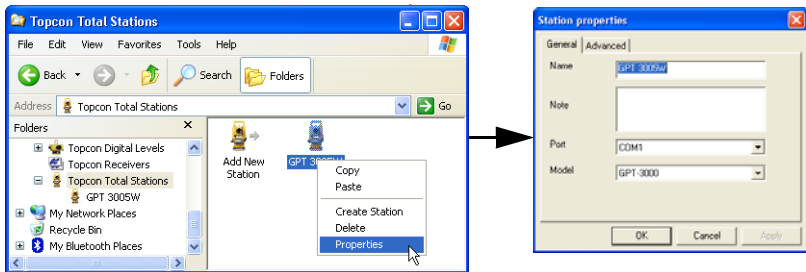 Topcon Total Stations
File Edit View Favorites Tools Help
Back Search Folders
Address Topcon Total Stations Go
Folders
Topcon Digital Levels
Topcon Receivers
Topcon Total Stations
GPT 3005W
My Network Places
Recycle Bin
My Bluetooth Places
Add New
Station
GPT 3005W
Copy
Paste
Create Station
Delete
Properties
Station properties
General Advanced
Name GPT 3005W
Note
Port COM1
Model GPT-3000
OK Cancel Apply